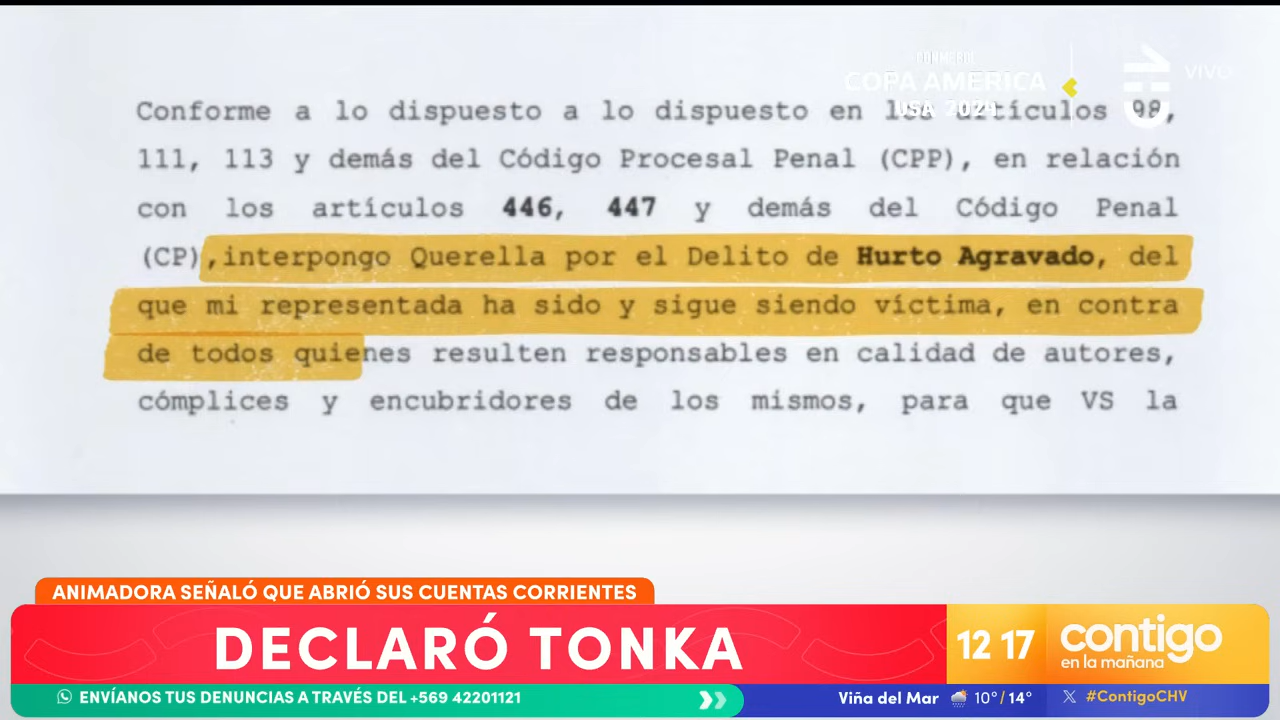 CONMEBOL
COPA AMERICA
USA 2024
VIVO
Conforme a lo dispuesto a lo dispuesto en los artículos 98,
111, 113 y demás del Código Procesal Penal (CPP), en relación
con los artículos 446, 447 y demás del Código Penal
(CP), interpongo Querella por el Delito de Hurto Agravado, del
que mi representada ha sido y sigue siendo víctima, en contra
de todos quienes resulten responsables en calidad de autores,
cómplices y encubridores de los mismos, para que VS la
ANIMADORA SEÑALÓ QUE ABRIÓ SUS CUENTAS CORRIENTES
DECLARÓ TONKA
12 17
contigo
en la mañana
ENVÍANOS TUS DENUNCIAS A TRAVÉS DEL +569 42201121
Viña del Mar 10°/14°
#ContigoCHV